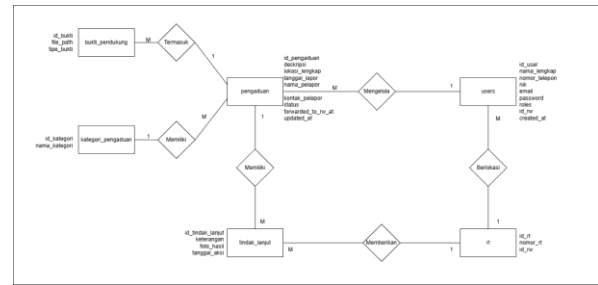 id_bukti
file_path
tipe_bukti
bukti_pendukung
M
Termasuk
1
id_pengaduan
deskripsi
lokasi_lengkap
tanggal_lapor
nama_pelapor
kontak_pelapor
status
forwarded_to_rw_at
updated_at
pengaduan
M
Mengelola
1
users
id_user
nama_lengkap
nomor_telepon
nik
email
password
roles
id_rw
created_at
id_kategori
nama_kategori
kategori_pengaduan
1
Memiliki
M
1
Memiliki
M
M
Berlokasi
1
id_tindak_lanjut
keterangan
foto_hasil
tanggal_aksi
tindak_lanjut
M
Memberikan
1
rt
id_rt
nomor_rt
id_rw